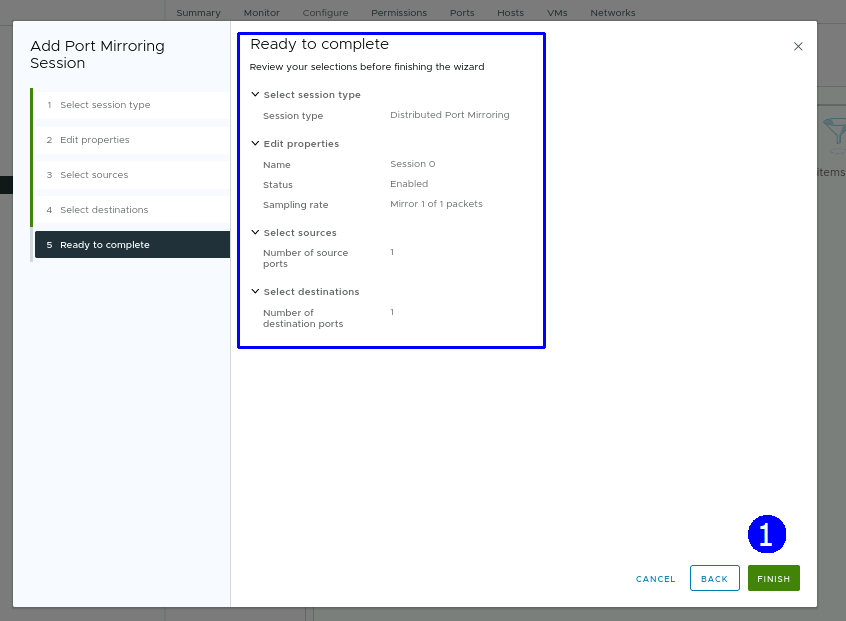 Summary Monitor Configure Permissions Ports Hosts VMs Networks
Add Port Mirroring
Session
1 Select session type
2 Edit properties
3 Select sources
4 Select destinations
5 Ready to complete
Ready to complete
Review your selections before finishing the wizard
Select session type
Session type Distributed Port Mirroring
Edit properties
Name Session 0
Status Enabled
Sampling rate Mirror 1 of 1 packets
Select sources
Number of source 1
ports
Select destinations
Number of 1
destination ports
items
1
CANCEL BACK FINISH